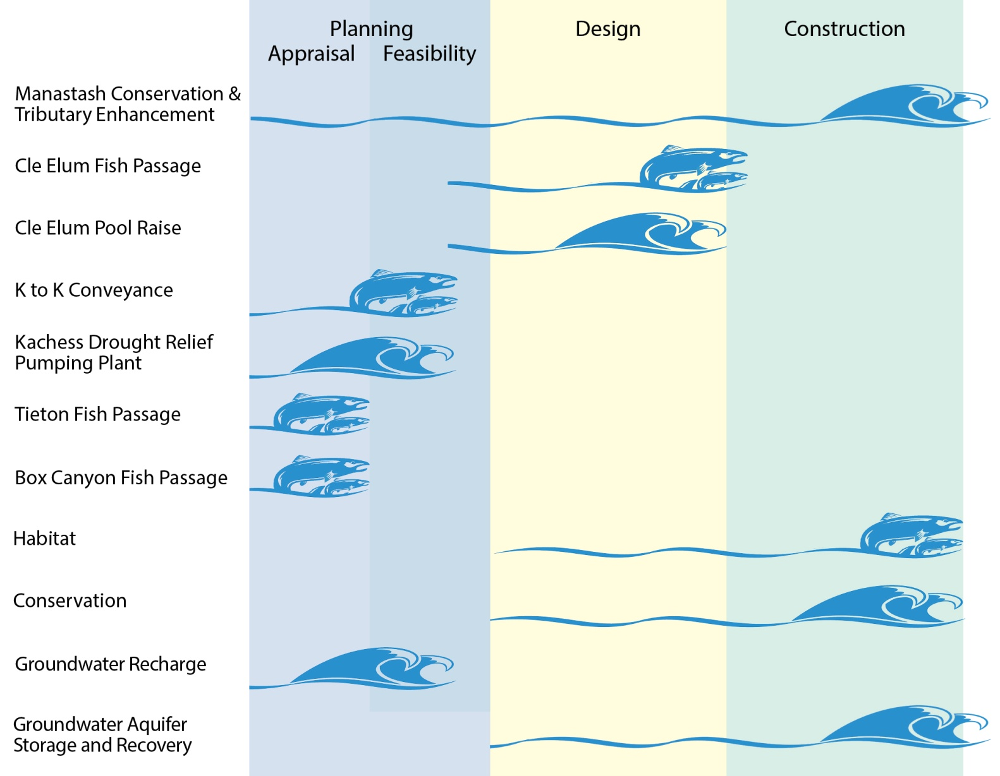 Planning
Design
Construction
Appraisal
Feasibility
Manastash Conservation &
Tributary Enhancement
Cle Elum Fish Passage
Cle Elum Pool Raise
K to K Conveyance
Kachess Drought Relief
Pumping Plant
Tieton Fish Passage
Box Canyon Fish Passage
Habitat
Conservation
Groundwater Recharge
Groundwater Aquifer
Storage and Recovery